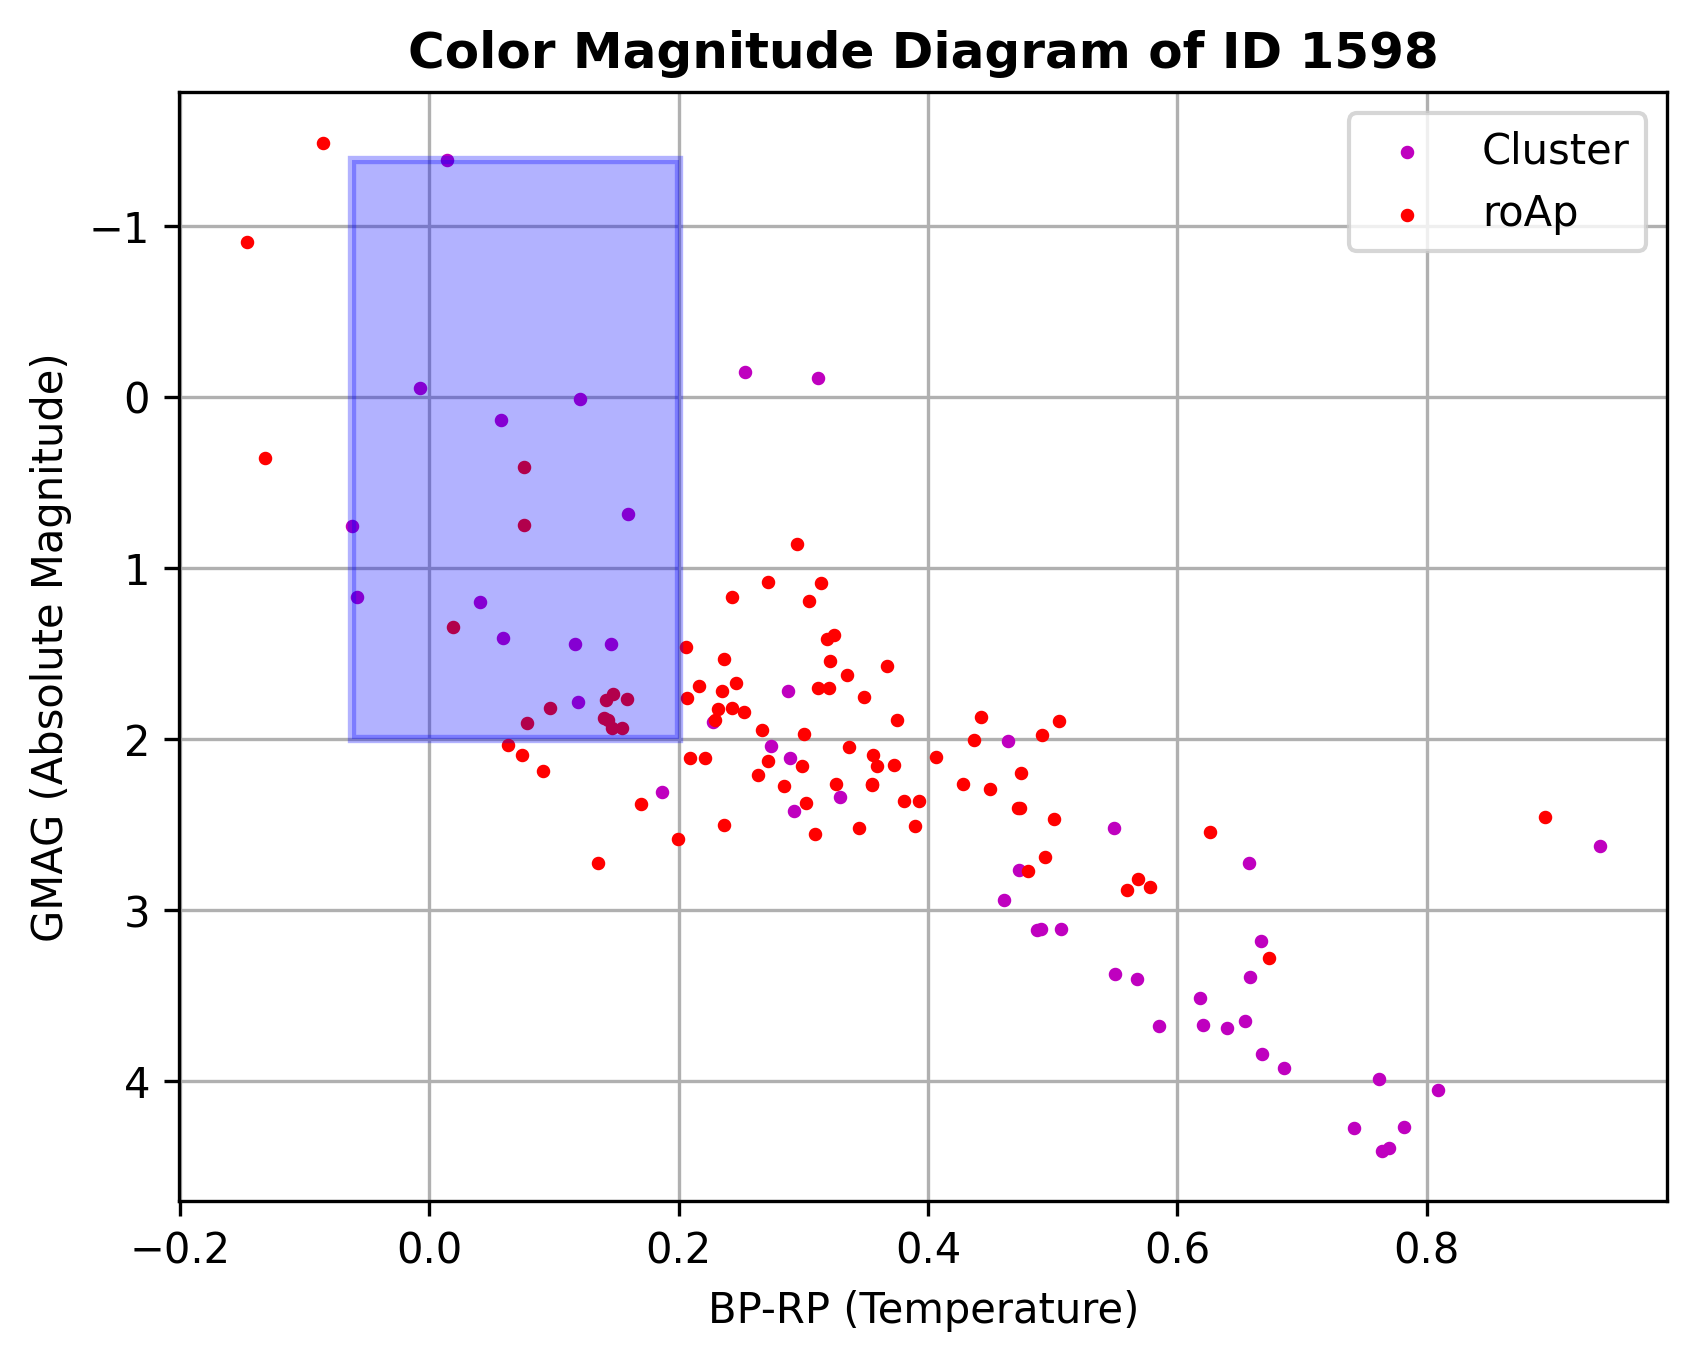 Color Magnitude Diagram of ID 1598
Cluster
roAp
GMAG (Absolute Magnitude)
−1
0
1
2
3
4
−0.2 0.0 0.2 0.4 0.6 0.8
BP-RP (Temperature)